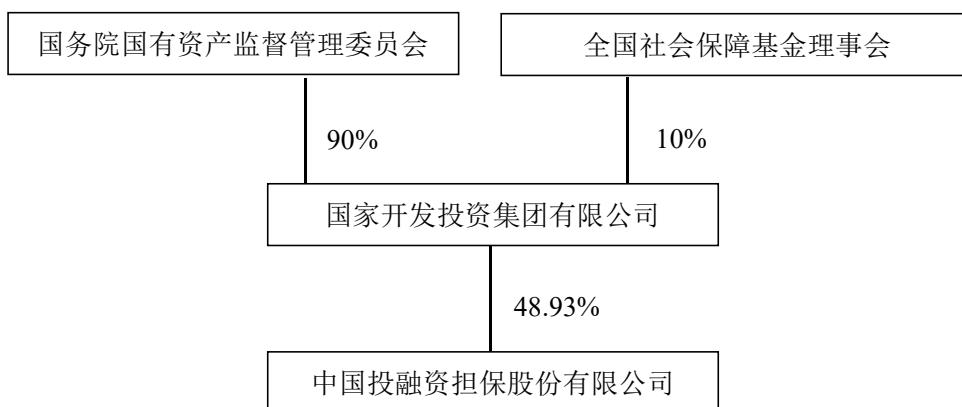 国务院国有资产监督管理委员会
全国社会保障基金理事会
90%
10%
国家开发投资集团有限公司
48.93%
中国投融资担保股份有限公司